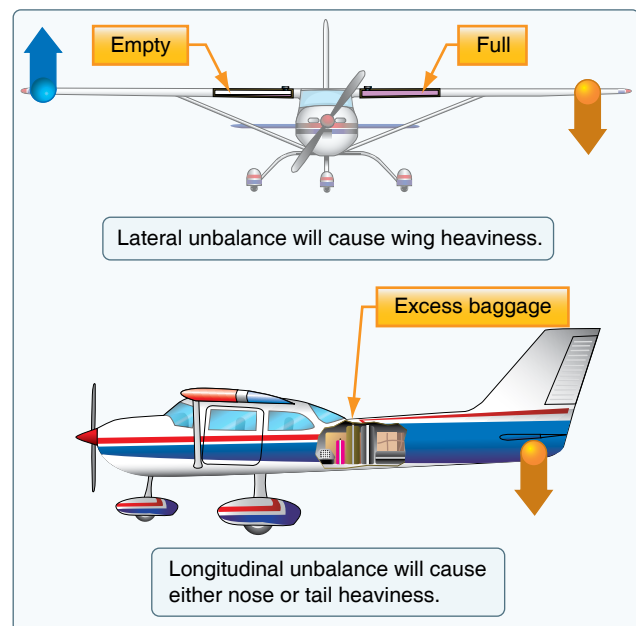 Empty
Full
Lateral unbalance will cause wing heaviness.
Excess baggage
Longitudinal unbalance will cause
either nose or tail heaviness.